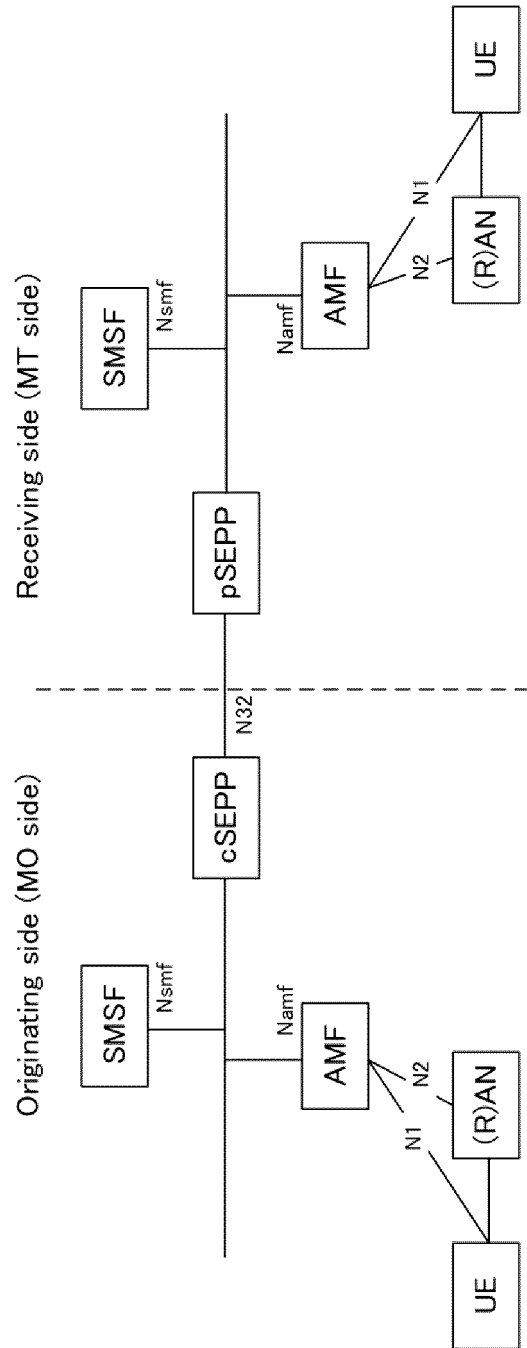 Originating side (MO side)
Receiving side (MT side)
SMSF
Nsmf
SMSF
Nsmf
cSEPP
N32
pSEPP
Namf
AMF
Namf
AMF
N1
N2
N2
N1
UE
(R)AN
(R)AN
UE